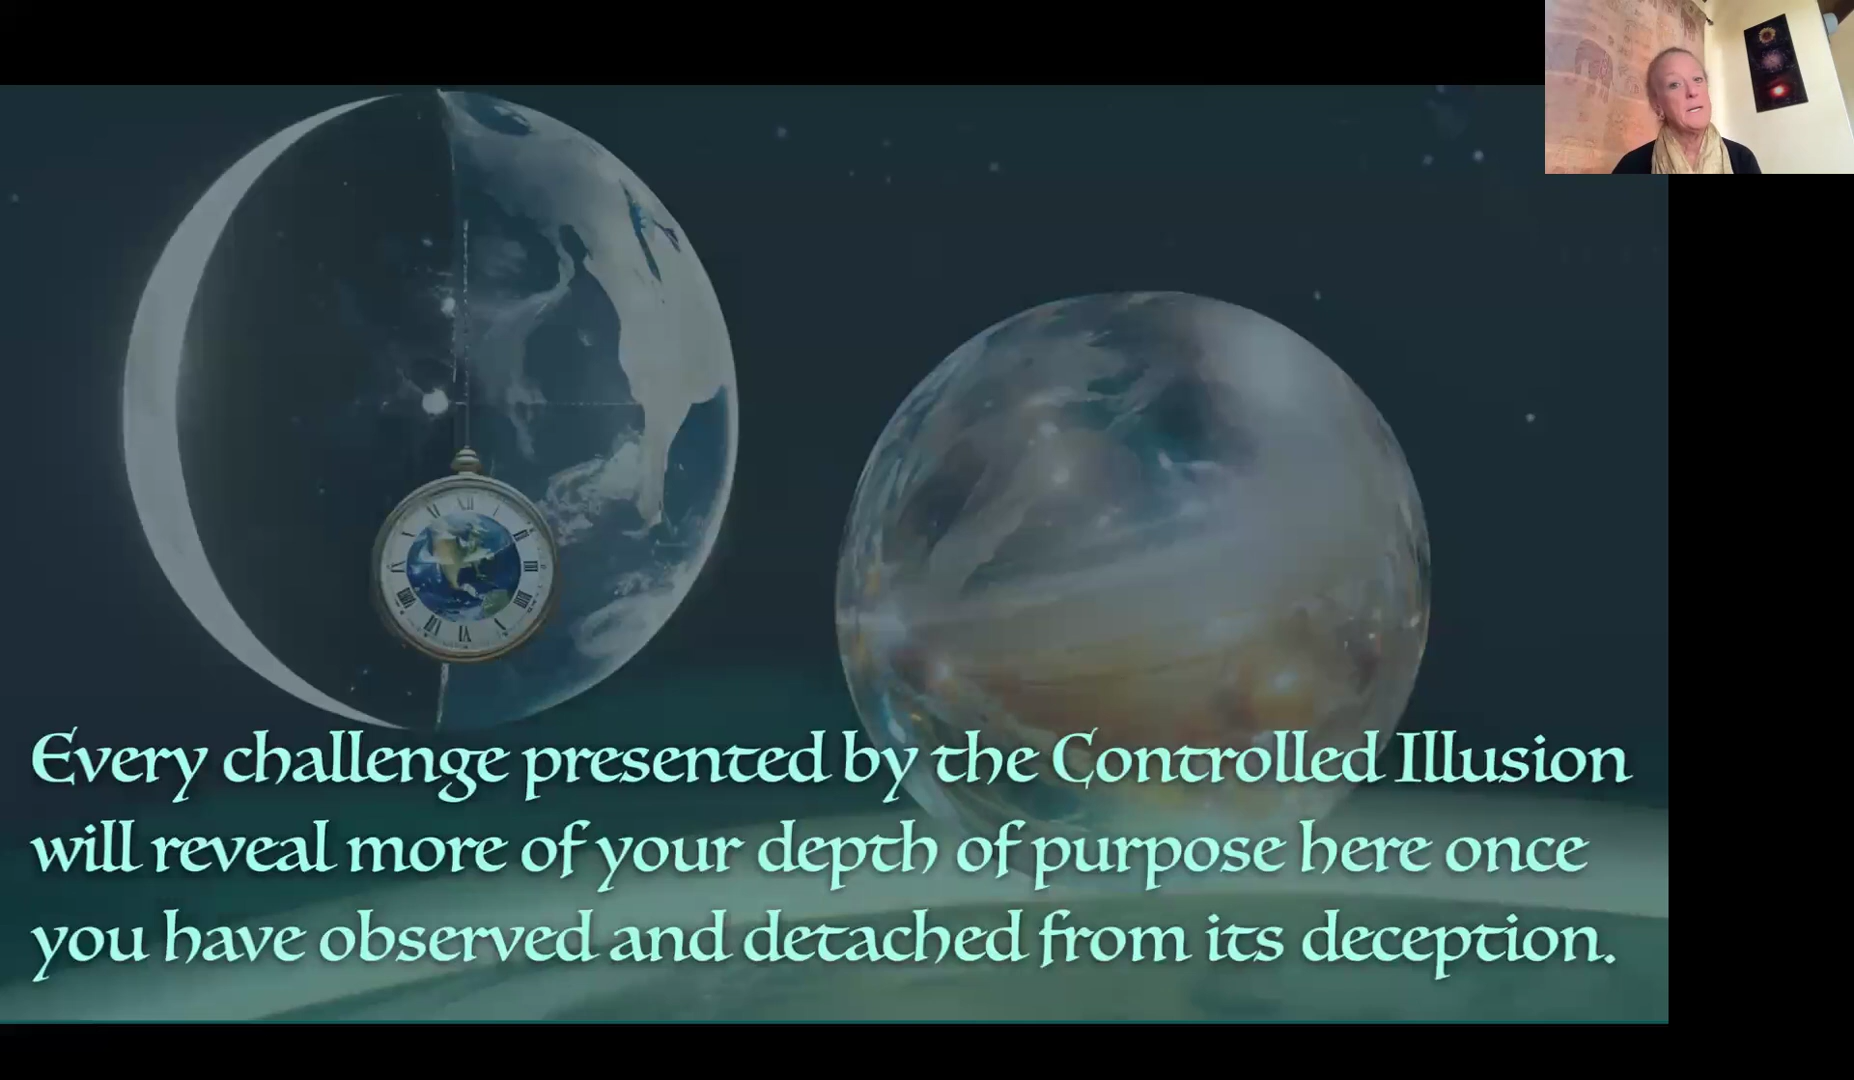 Every challenge presented by the Controlled Illusion
will reveal more of your depth of purpose here once
you have observed and detached from its deception.